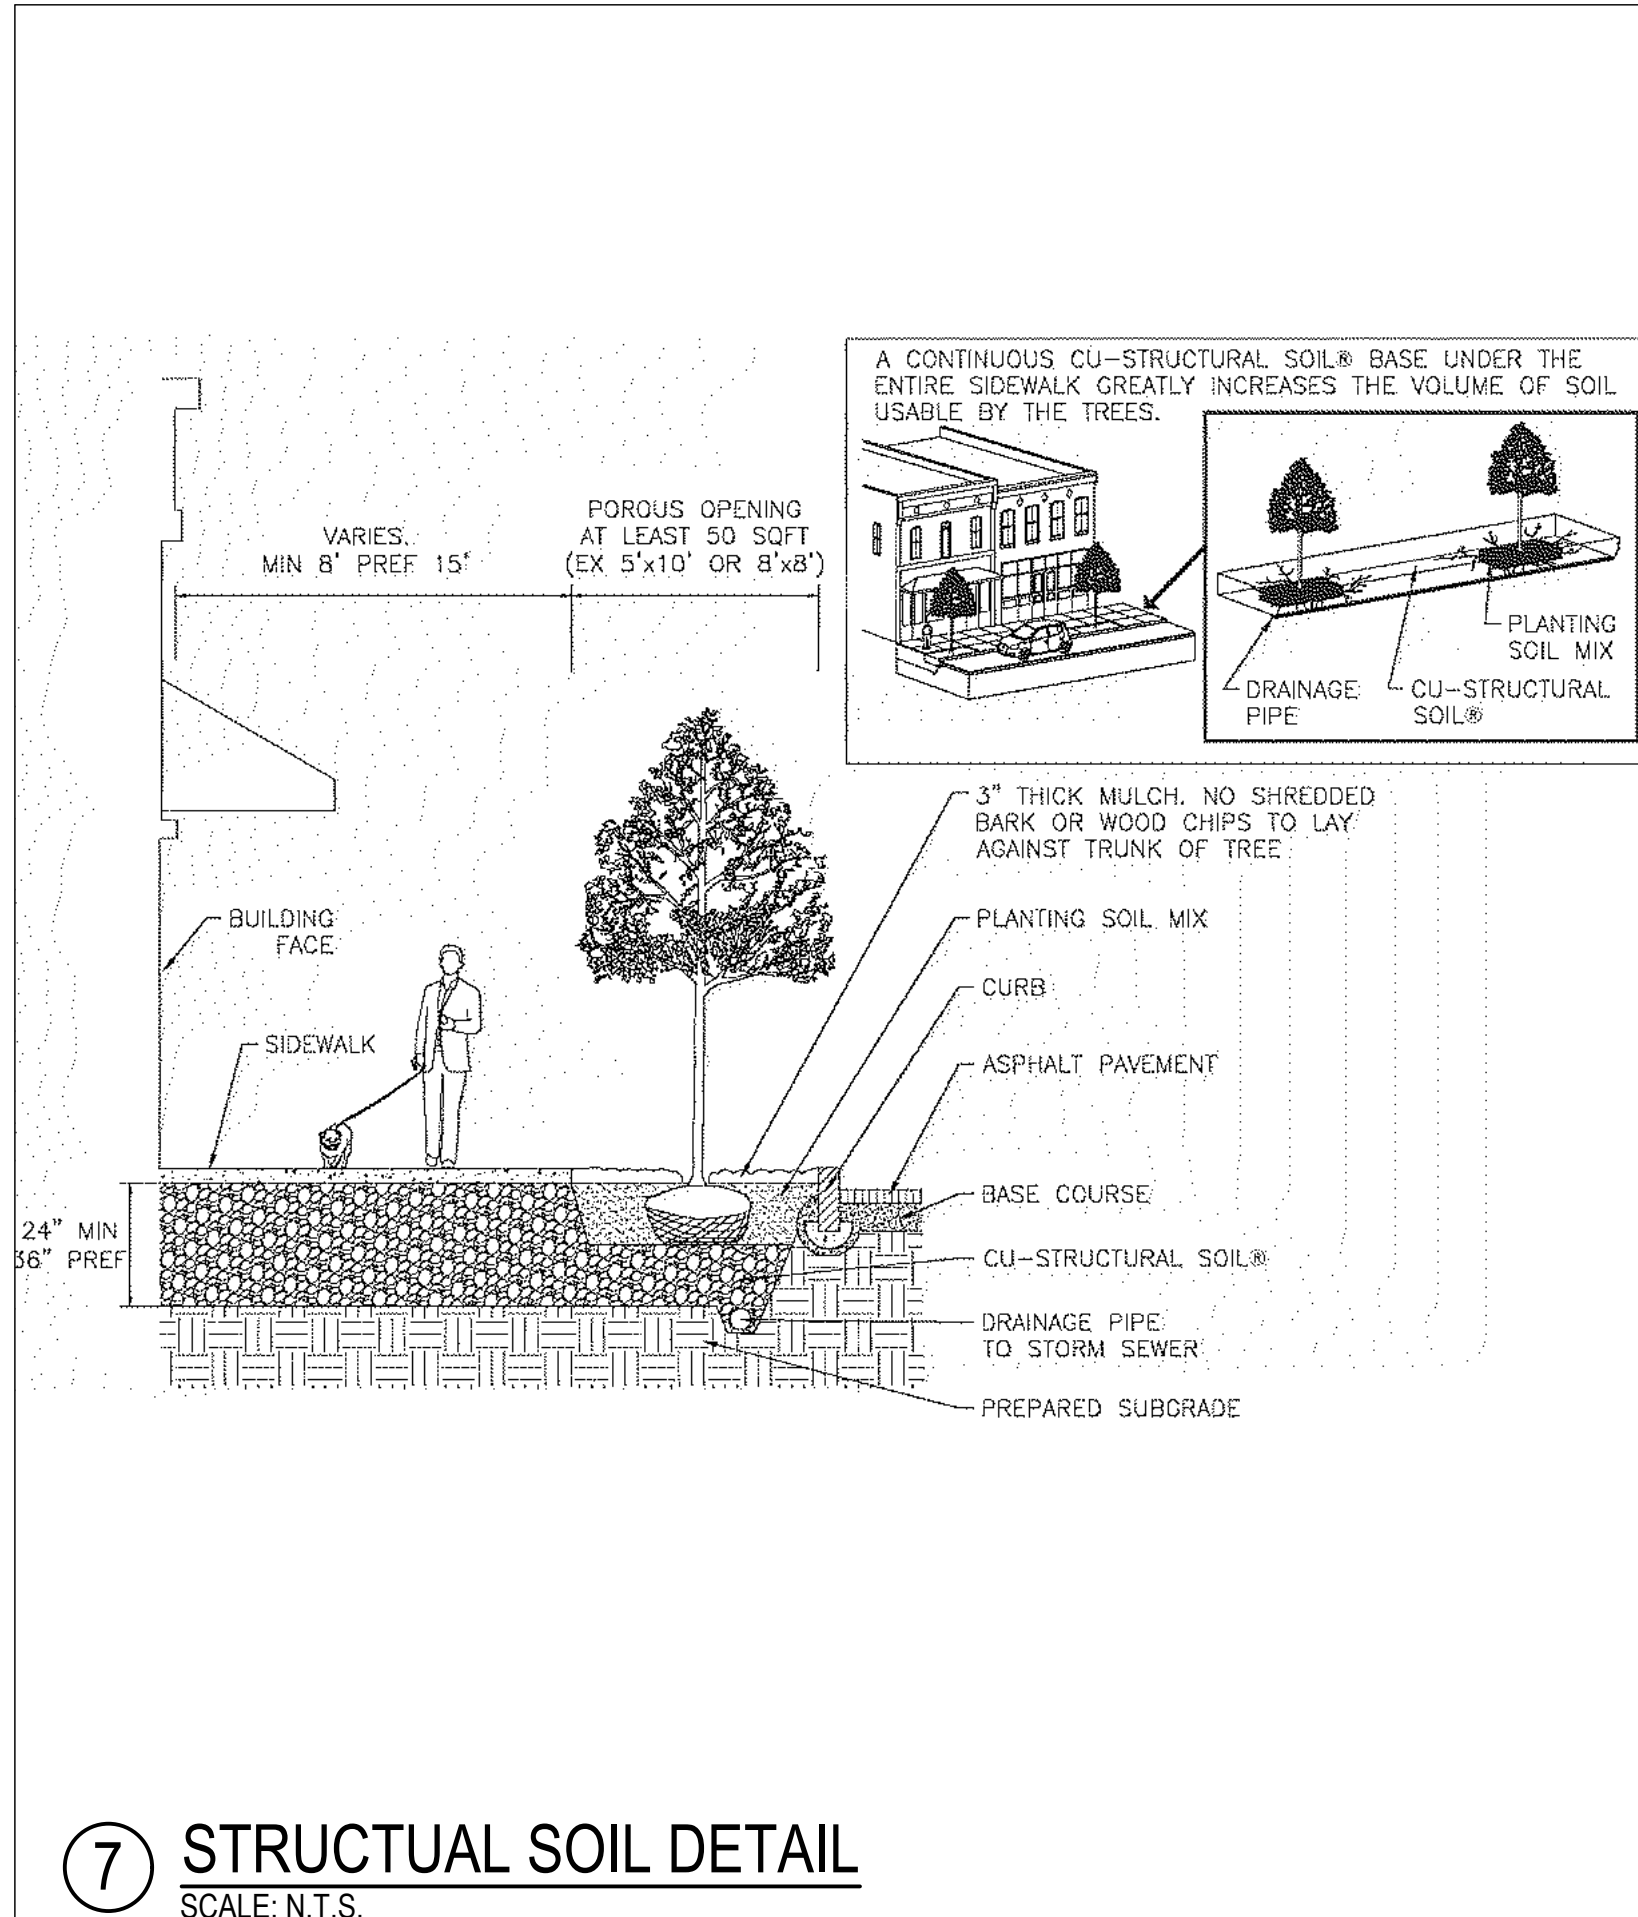 A CONTINUOUS CU-STRUCTURAL SOIL® BASE UNDER THE
ENTIRE SIDEWALK GREATLY INCREASES THE VOLUME OF SOIL
USABLE BY THE TREES.
PLANTING
SOIL MIX
DRAINAGE
PIPE
CU-STRUCTURAL
SOIL®
VARIES.
MIN 8' PREF 15'
POROUS OPENING
AT LEAST 50 SQFT
(EX 5'x10' OR 8'x8')
3" THICK MULCH. NO SHREDDED
BARK OR WOOD CHIPS TO LAY
AGAINST TRUNK OF TREE
BUILDING
FACE
PLANTING SOIL MIX
CURB
SIDEWALK
ASPHALT PAVEMENT
BASE COURSE
24" MIN
36" PREF
CU-STRUCTURAL SOIL®
DRAINAGE PIPE
TO STORM SEWER
PREPARED SUBGRADE
7
STRUCTUAL SOIL DETAIL
SCALE: N.T.S.